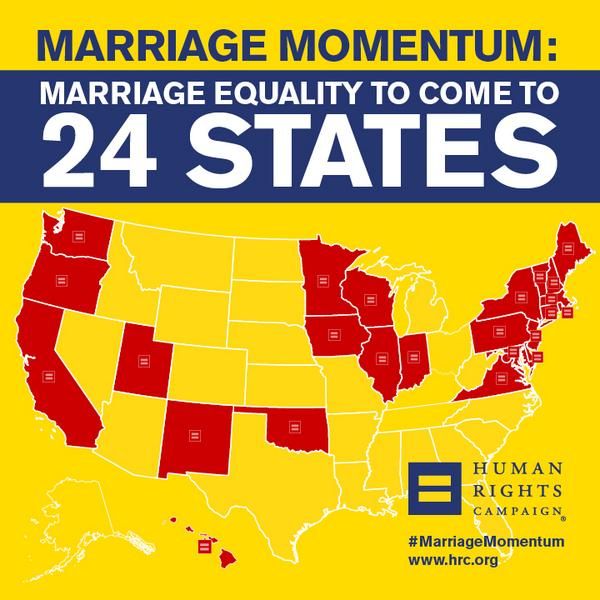 MARRIAGE MOMENTUM:
MARRIAGE EQUALITY TO COME TO
24 STATES
HUMAN
RIGHTS
CAMPAIGN®
#MarriageMomentum
www.hrc.org